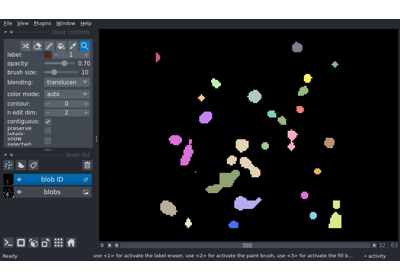 File View Plugins Window Help
layer controls
label: 1
opacity: 0.70
brush size: 10
blending: translucen
color mode: auto
contour: 0
n edit dim: 2
contiguous:
preserve
labels:
show
selected:
layer list
blob ID
blobs
32 63
Ready
use <1> for activate the label eraser, use <2> for activate the paint brush, use <3> for activate the fill b...
activity